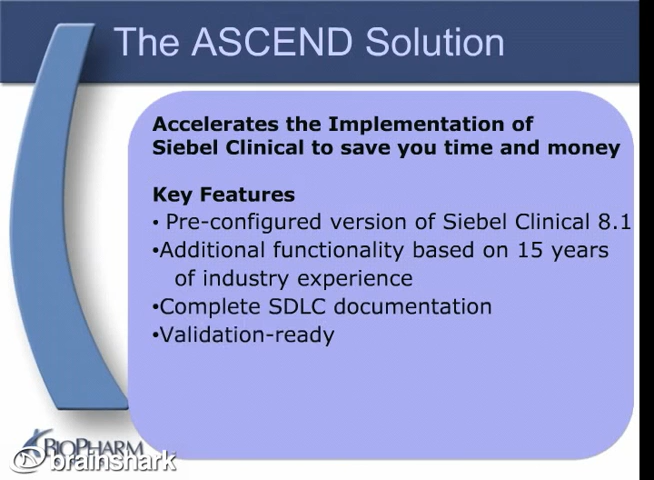 The ASCEND Solution
Accelerates the Implementation of
Siebel Clinical to save you time and money
Key Features
• Pre-configured version of Siebel Clinical 8.1
•Additional functionality based on 15 years
of industry experience
•Complete SDLC documentation
•Validation-ready
BIOPHARM
brainshark